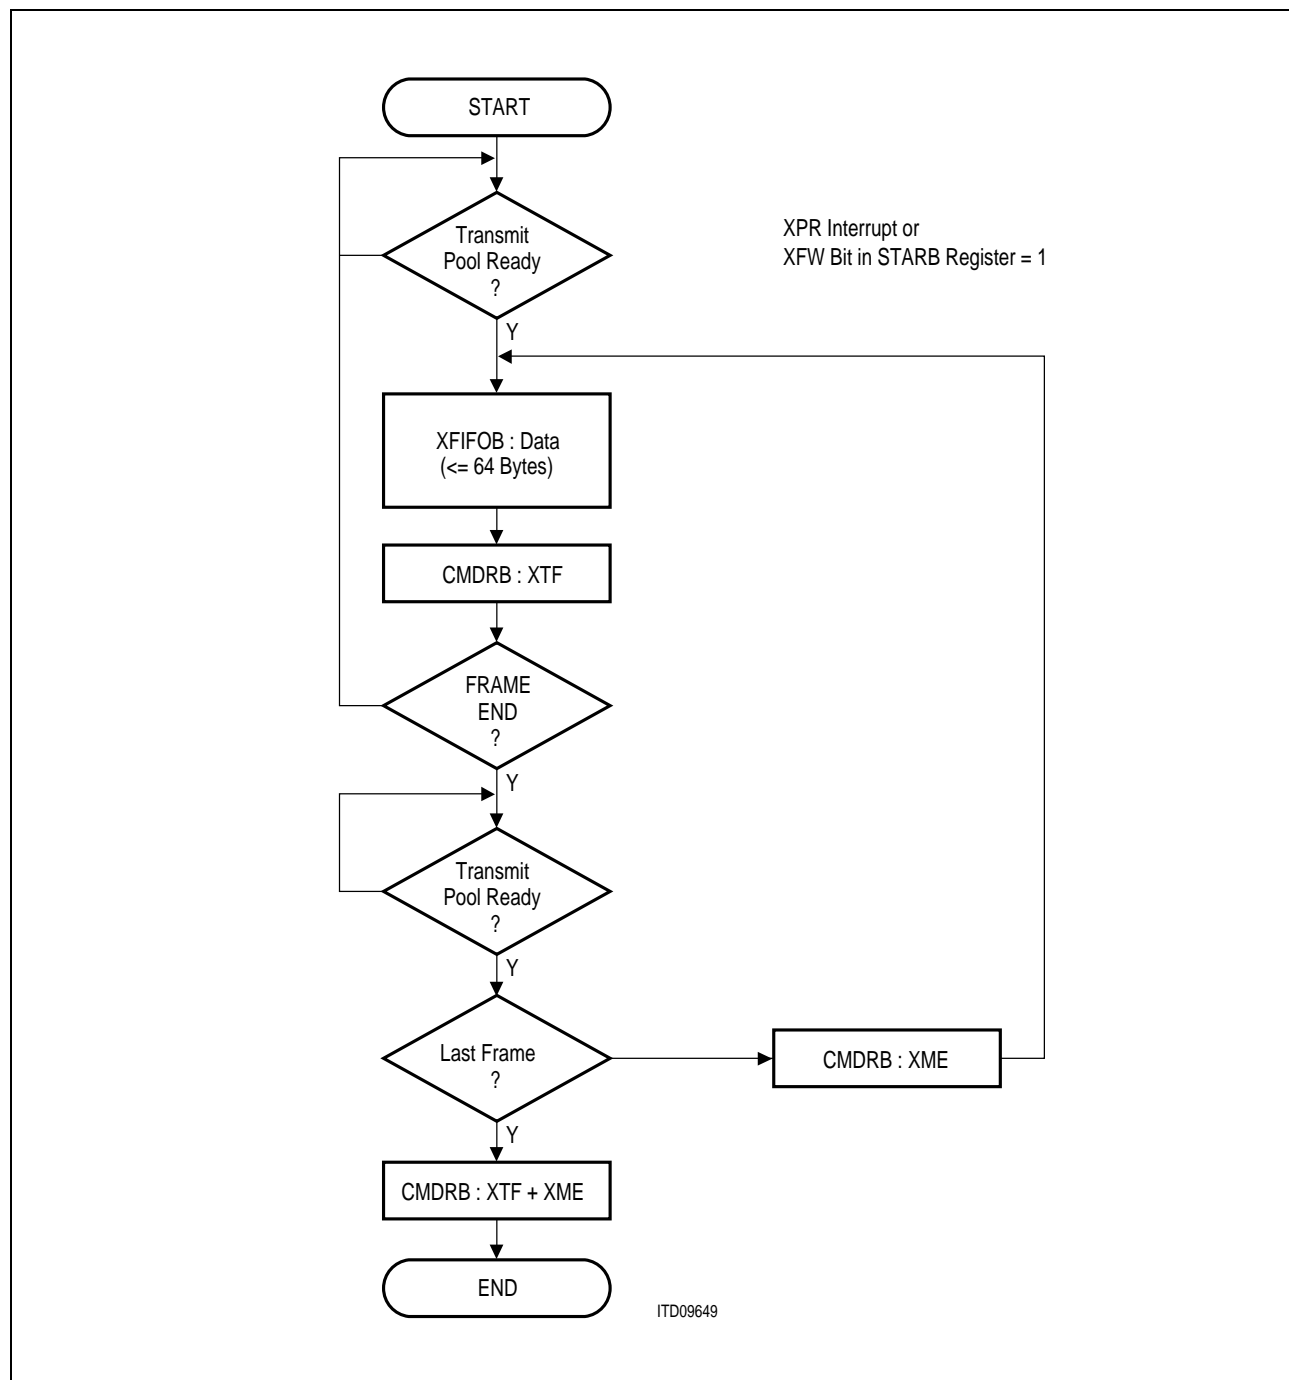 START
Transmit
Pool Ready
?
XPR Interrupt or
XFW Bit in STARB Register = 1
Y
XFIFOB : Data
(<= 64 Bytes)
CMDRB : XTF
FRAME
END
?
Y
Transmit
Pool Ready
?
Y
Last Frame
?
CMDRB : XME
Y
CMDRB : XTF + XME
END
ITD09649